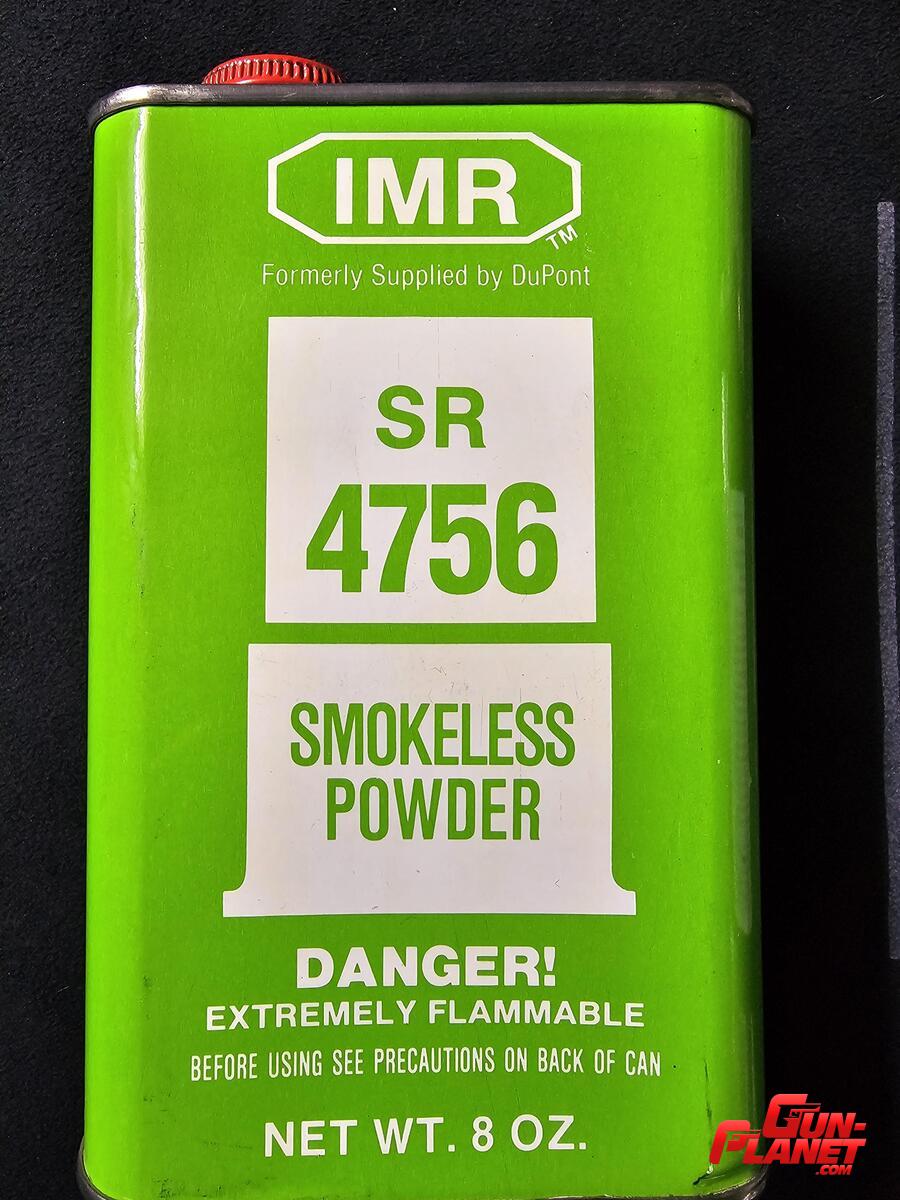 IMR
TM
Formerly Supplied by DuPont
SR
4756
SMOKELESS
POWDER
DANGER!
EXTREMELY FLAMMABLE
BEFORE USING SEE PRECAUTIONS ON BACK OF CAN
NET WT. 8 OZ.
GUN-
PLANET
.COM